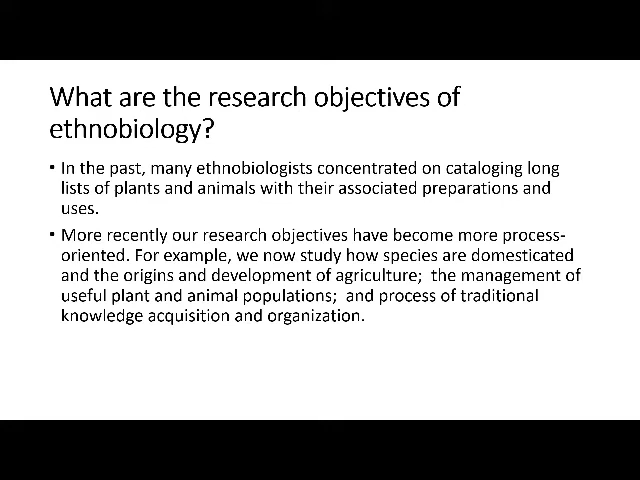 What are the research objectives of
ethnobiology?
• In the past, many ethnobiologists concentrated on cataloging long
lists of plants and animals with their associated preparations and
uses.
• More recently our research objectives have become more process-
oriented. For example, we now study how species are domesticated
and the origins and development of agriculture;  the management of
useful plant and animal populations;  and process of traditional
knowledge acquisition and organization.